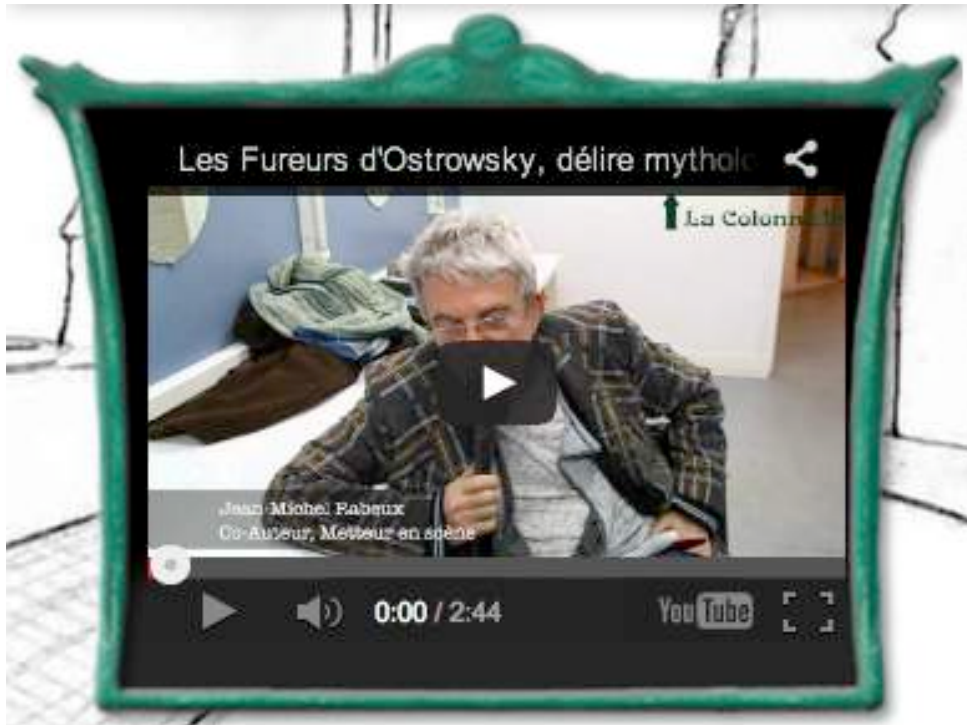 Les Fureurs d'Ostrowsky, délire mytholo
La Colonn
Jean-Michel Rabeux
Co-Auteur, Metteur en scène
0:00 / 2:44
YouTube